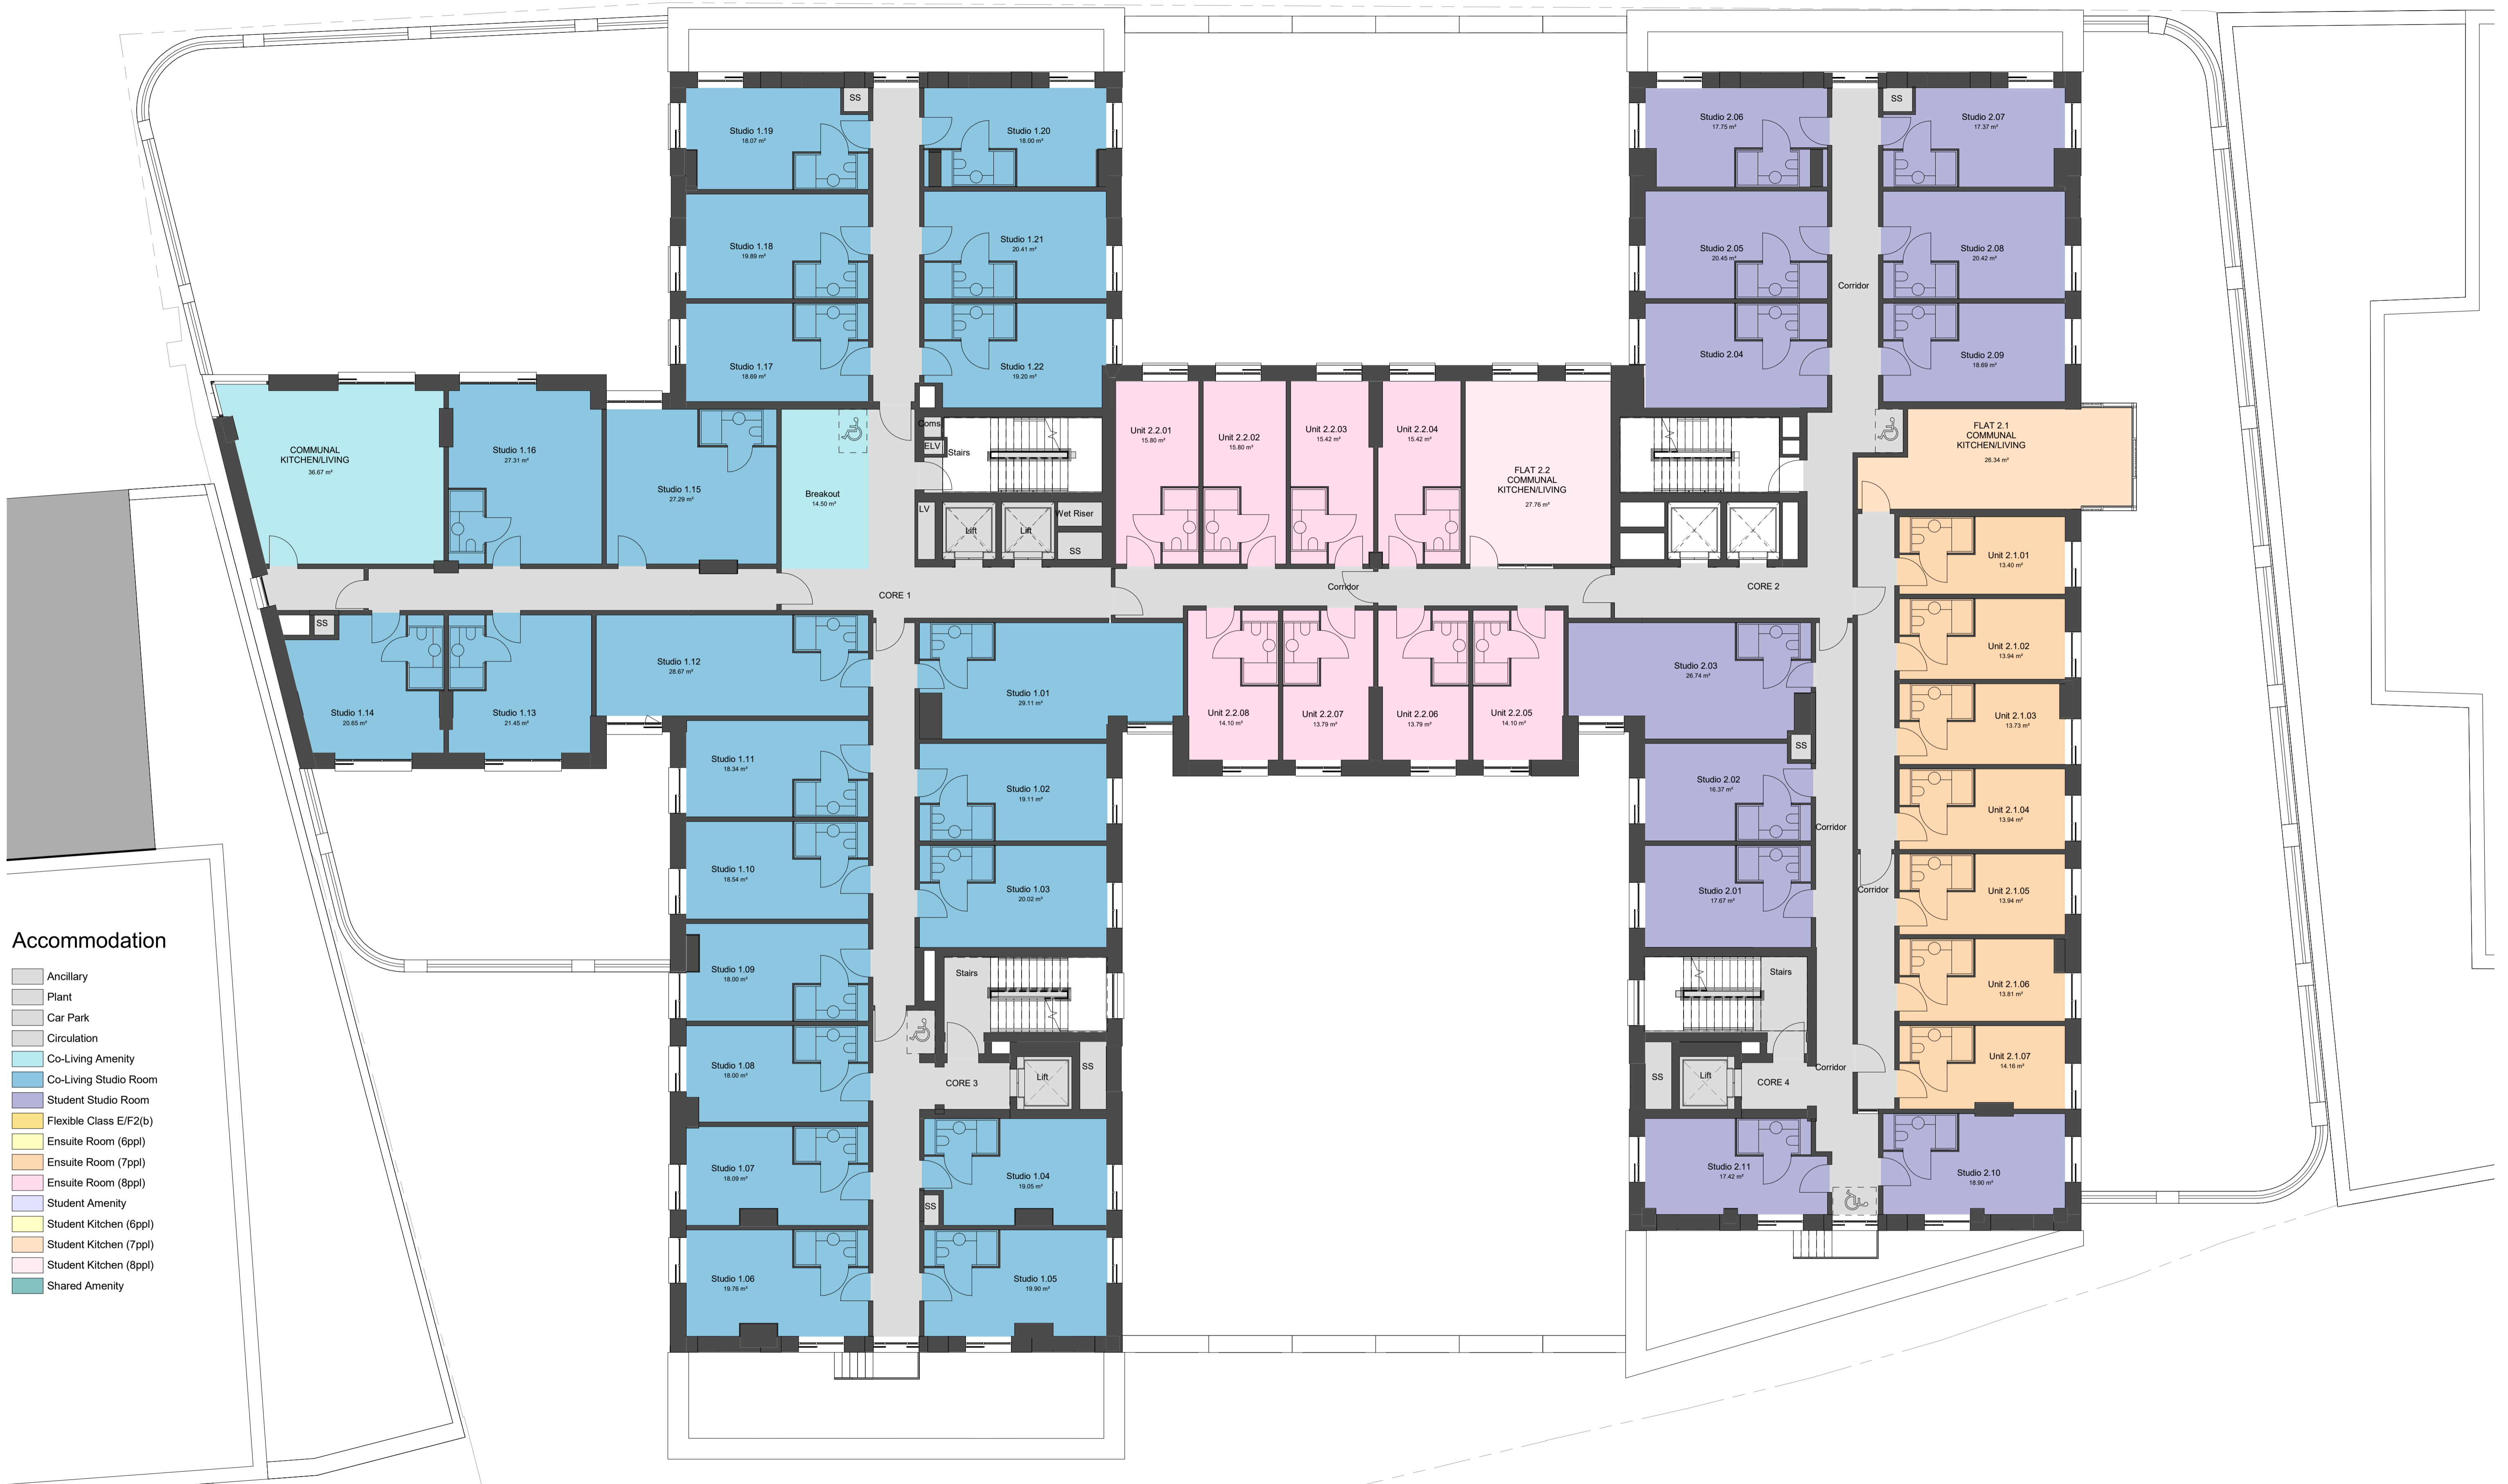 SS
Studio 1.19
18.07 m²
Studio 1.20
18.00 m²
Studio 2.06
17.75 m²
SS
Studio 2.07
17.37 m²
Studio 1.18
19.89 m²
Studio 1.21
20.41 m²
Studio 2.05
20.45 m²
Studio 2.08
20.42 m²
Corridor
Studio 1.17
18.69 m²
Studio 1.22
19.20 m²
Studio 2.04
Studio 2.09
18.69 m²
COMMUNAL
KITCHEN/LIVING
36.67 m²
Studio 1.16
27.31 m²
Studio 1.15
27.29 m²
Breakout
14.50 m²
Coms
ELV
Stairs
LV
Lift
Lift
Wet Riser
SS
Unit 2.2.01
15.80 m²
Unit 2.2.02
15.80 m²
Unit 2.2.03
15.42 m²
Unit 2.2.04
15.42 m²
FLAT 2.2
COMMUNAL
KITCHEN/LIVING
27.76 m²
FLAT 2.1
COMMUNAL
KITCHEN/LIVING
26.34 m²
Unit 2.1.01
13.40 m²
CORE 1
Corridor
CORE 2
SS
Studio 1.14
20.65 m²
Studio 1.13
21.45 m²
Studio 1.12
28.67 m²
Studio 1.01
29.11 m²
Unit 2.2.08
14.10 m²
Unit 2.2.07
13.79 m²
Unit 2.2.06
13.79 m²
Unit 2.2.05
14.10 m²
Studio 2.03
26.74 m²
SS
Unit 2.1.02
13.94 m²
Unit 2.1.03
13.73 m²
Studio 1.11
18.34 m²
Studio 1.02
19.11 m²
Studio 2.02
16.37 m²
Corridor
Unit 2.1.04
13.94 m²
Studio 1.10
18.54 m²
Studio 1.03
20.02 m²
Studio 2.01
17.67 m²
Corridor
Unit 2.1.05
13.94 m²
Studio 1.09
18.00 m²
Stairs
Stairs
Unit 2.1.06
13.81 m²
Studio 1.08
18.00 m²
CORE 3
Lift
SS
SS
Lift
CORE 4
Corridor
Unit 2.1.07
14.16 m²
Studio 1.07
18.09 m²
Studio 1.04
19.05 m²
SS
Studio 2.11
17.42 m²
Studio 2.10
18.90 m²
Studio 1.06
19.76 m²
Studio 1.05
19.90 m²
Accommodation
Ancillary
Plant
Car Park
Circulation
Co-Living Amenity
Co-Living Studio Room
Student Studio Room
Flexible Class E/F2(b)
Ensuite Room (6ppl)
Ensuite Room (7ppl)
Ensuite Room (8ppl)
Student Amenity
Student Kitchen (6ppl)
Student Kitchen (7ppl)
Student Kitchen (8ppl)
Shared Amenity